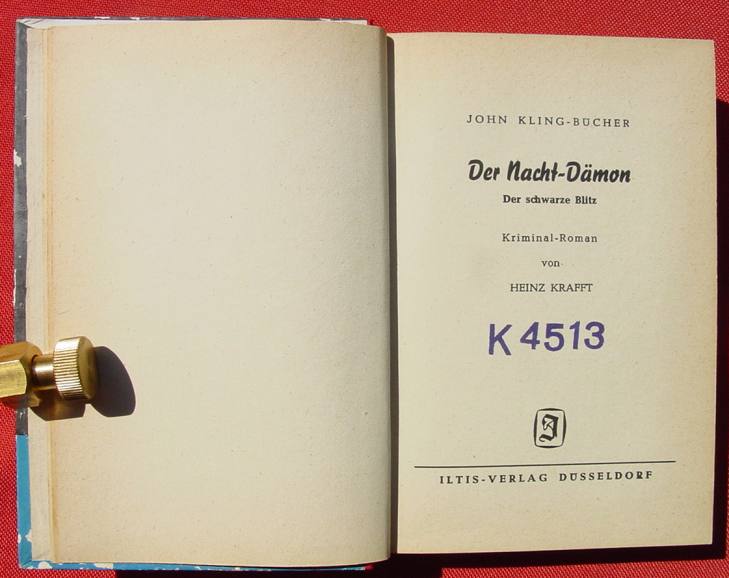 JOHN KLING-BÜCHER
Der Nacht-Dämon
Der schwarze Blitz
Kriminal-Roman
von
HEINZ KRAFFT
K 4513
J
ILTIS-VERLAG DÜSSELDORF